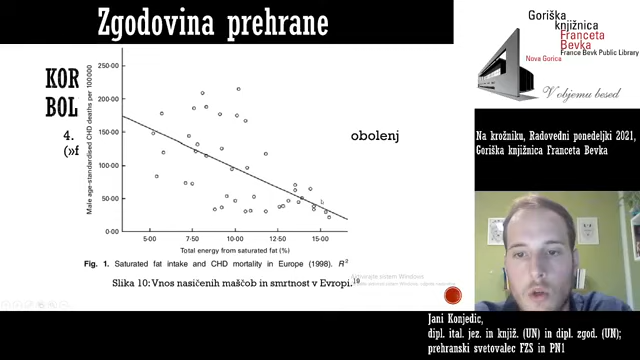 Zgodovina prehrane
KOR
BOL
4.
(»f
obolenj
Male age-standardised CHD deaths per 100000
250·00
200·00
150·00
100·00
50·00
0·00
5·00
7·50
10·00
12·50
15·00
Total energy from saturated fat (%)
Fig. 1. Saturated fat intake and CHD mortality in Europe (1998). R²
Slika 10: Vnos nasičenih maščob in smrtnost v Evropi.¹⁹
Goriška
knjižnica
Franceta
Bevka
France Bevk Public Library
Nova Gorica
V objemu besed
Na krožniku, Radovedni ponedeljki 2021,
Goriška knjižnica Franceta Bevka
Jani Konjedic,
dipl. ital. jez. in knjiž. (UN) in dipl. zgod. (UN);
prehranski svetovalec FZS in PN1